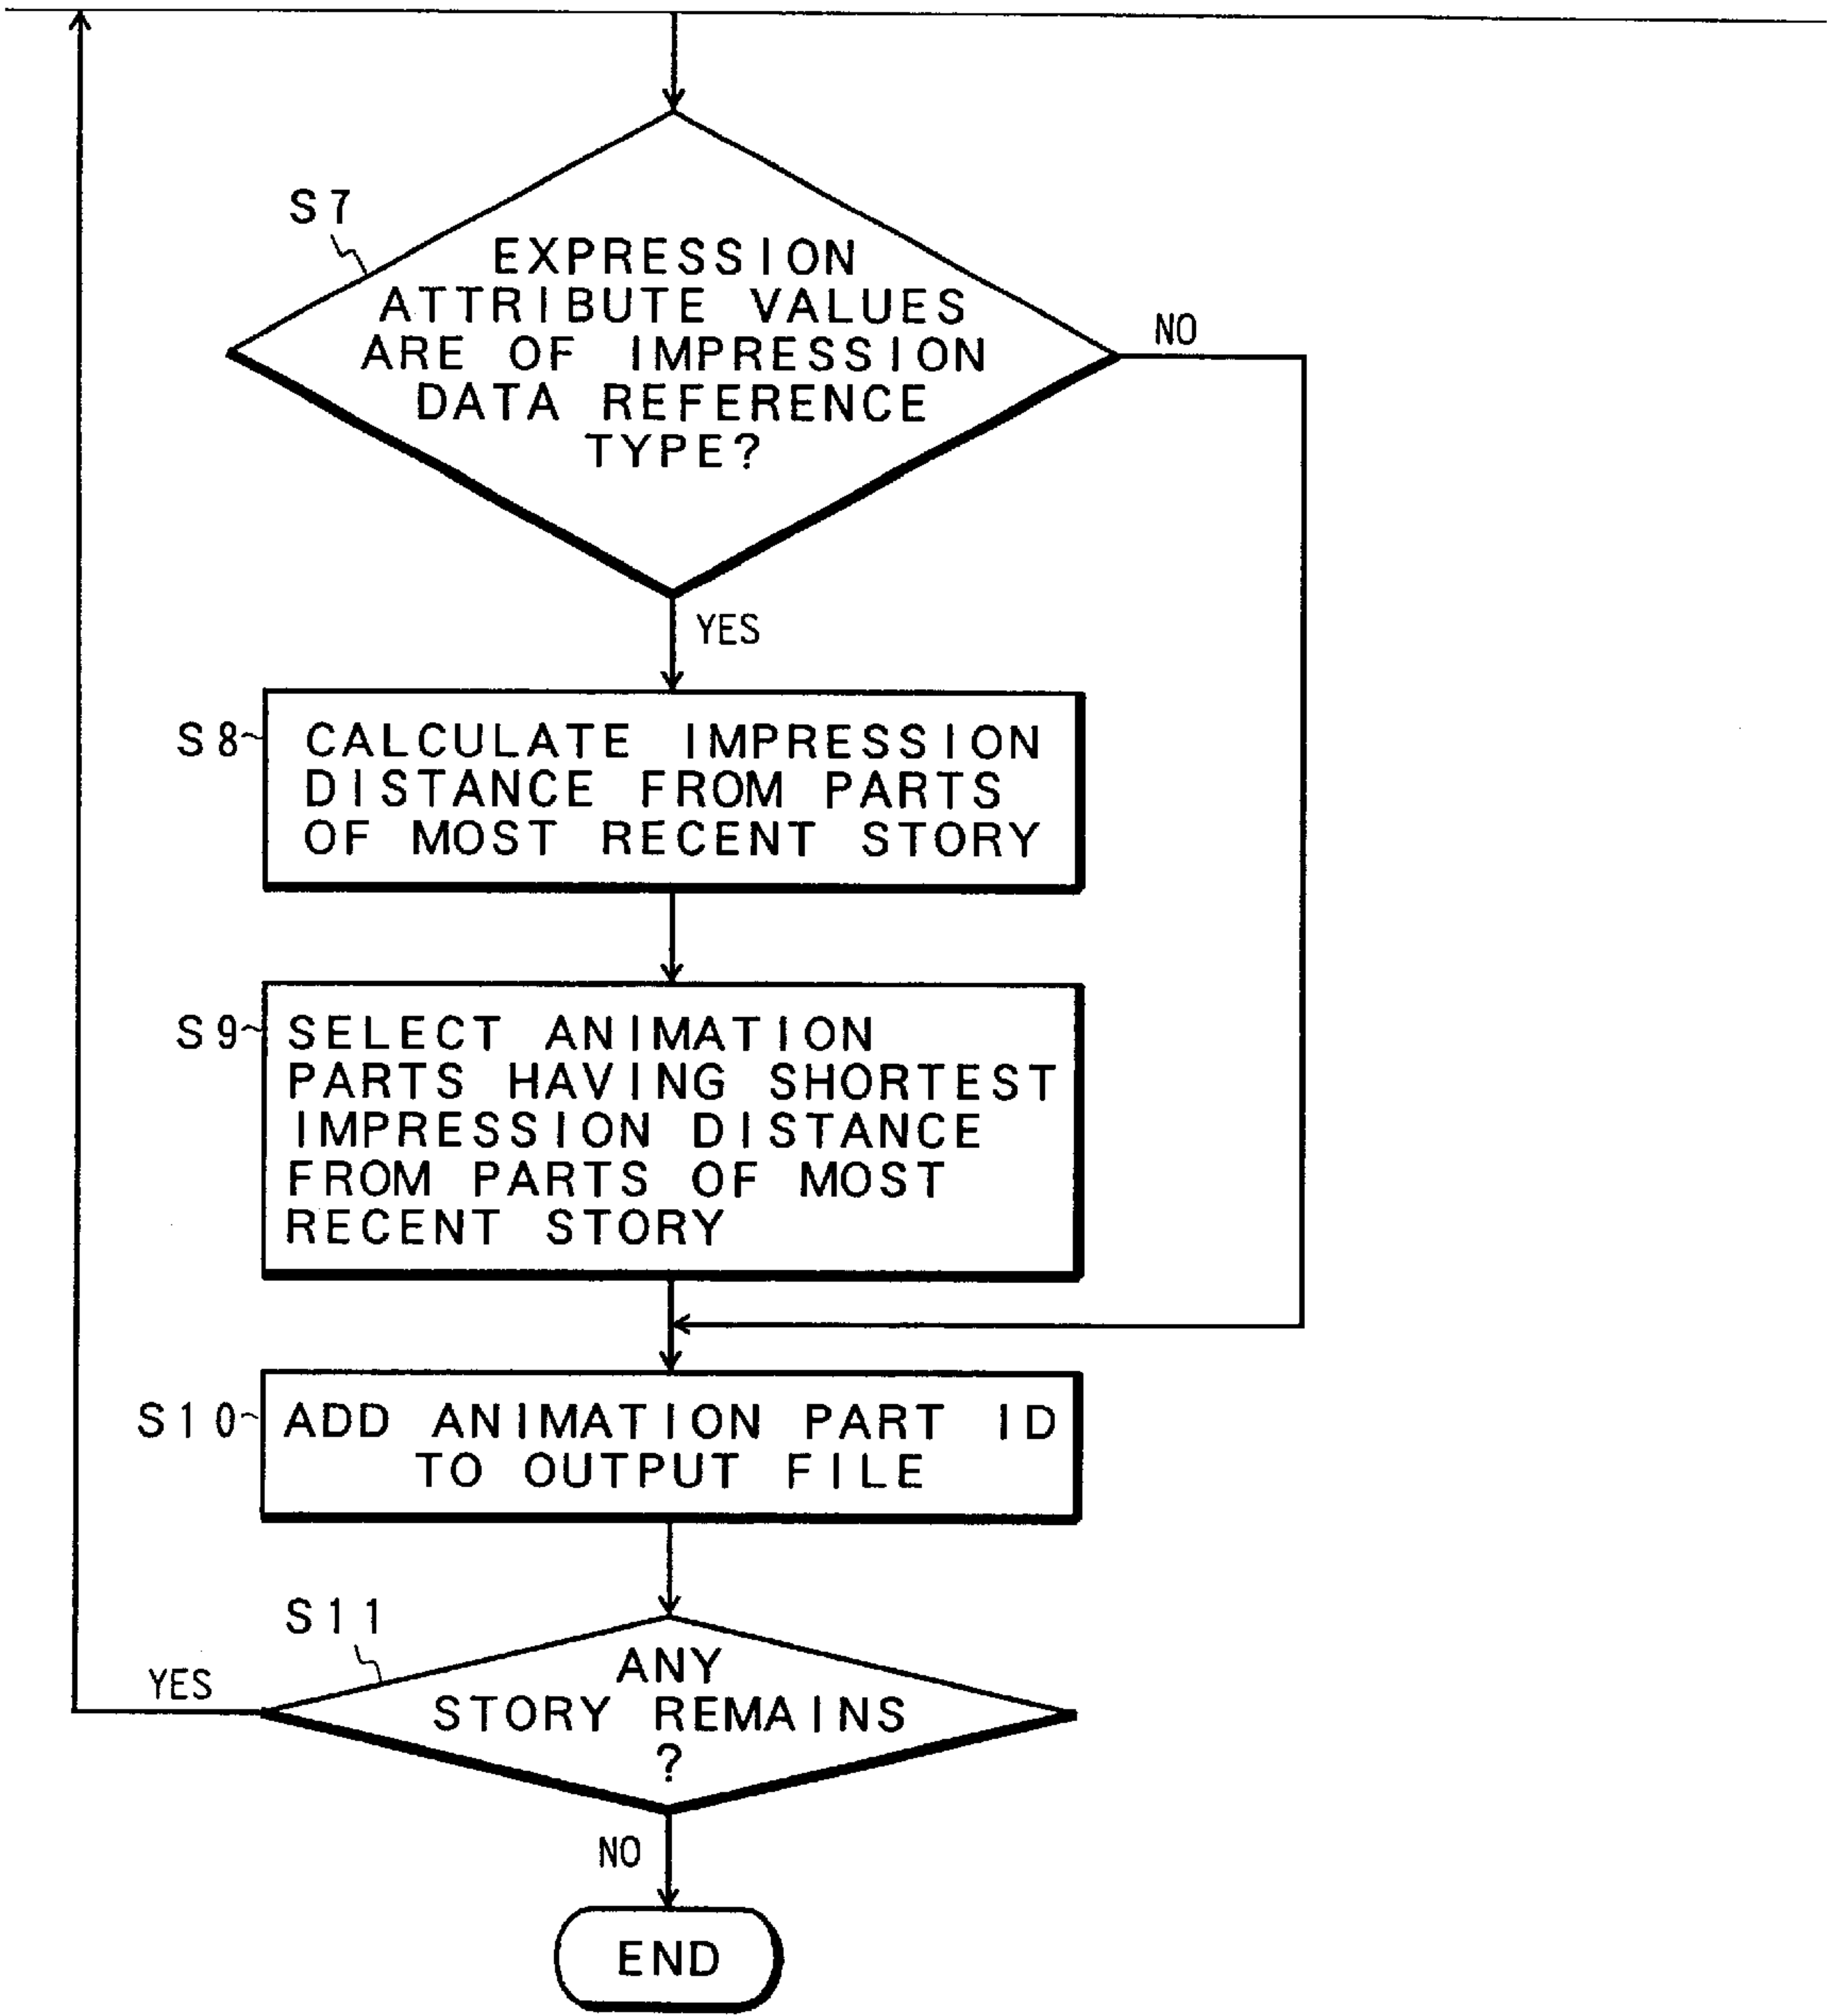 S7
EXPRESSION
ATTRIBUTE VALUES
ARE OF IMPRESSION
DATA REFERENCE
TYPE?
NO
YES
S8
CALCULATE IMPRESSION
DISTANCE FROM PARTS
OF MOST RECENT STORY
S9
SELECT ANIMATION
PARTS HAVING SHORTEST
IMPRESSION DISTANCE
FROM PARTS OF MOST
RECENT STORY
S10
ADD ANIMATION PART ID
TO OUTPUT FILE
S11
ANY
STORY REMAINS
?
YES
NO
END